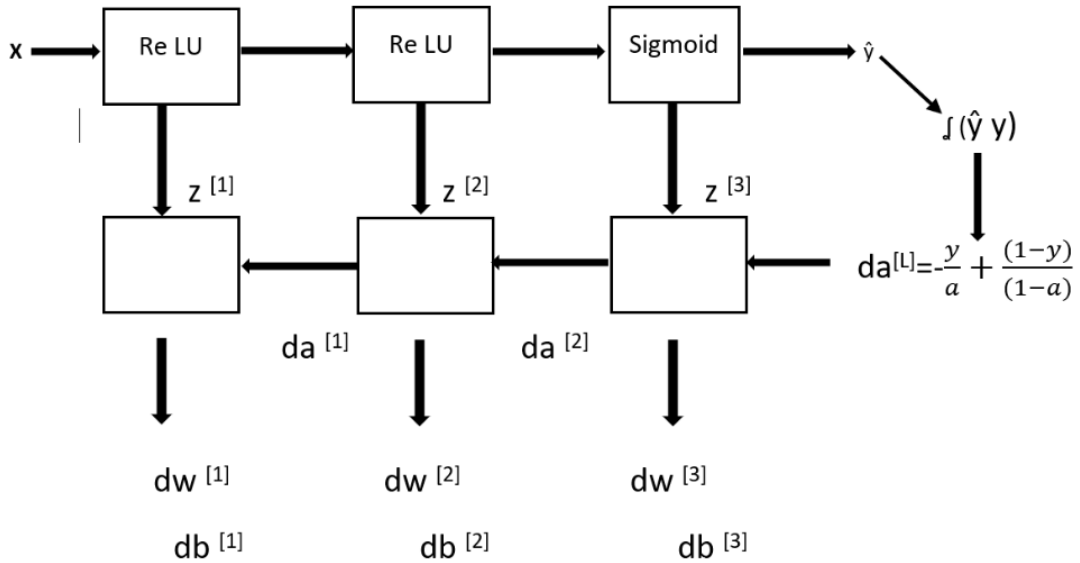 x Re LU Re LU Sigmoid ŷ
∫ (ŷ y)
z [1] z [2] z [3]
da[L]=-y/a + (1−y)/(1−a)
da [1] da [2]
dw [1] dw [2] dw [3]
db [1] db [2] db [3]